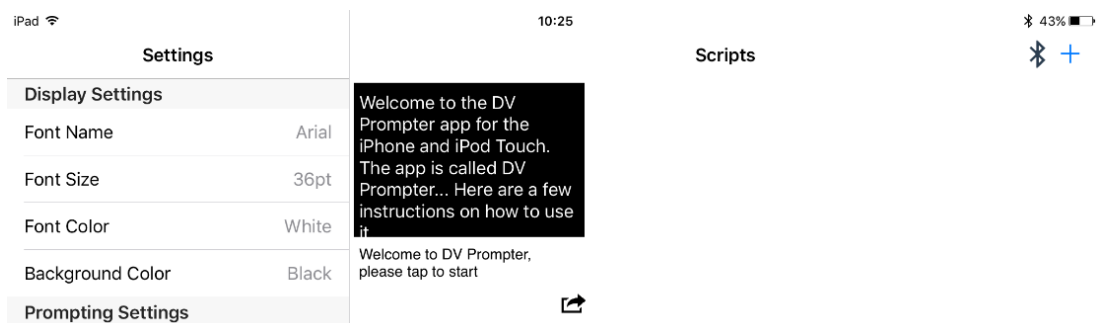 iPad
10:25
43%
Settings
Scripts
Display Settings
Font Name Arial
Font Size 36pt
Font Color White
Background Color Black
Prompting Settings
Welcome to the DV
Prompter app for the
iPhone and iPod Touch.
The app is called DV
Prompter... Here are a few
instructions on how to use
it
Welcome to DV Prompter,
please tap to start